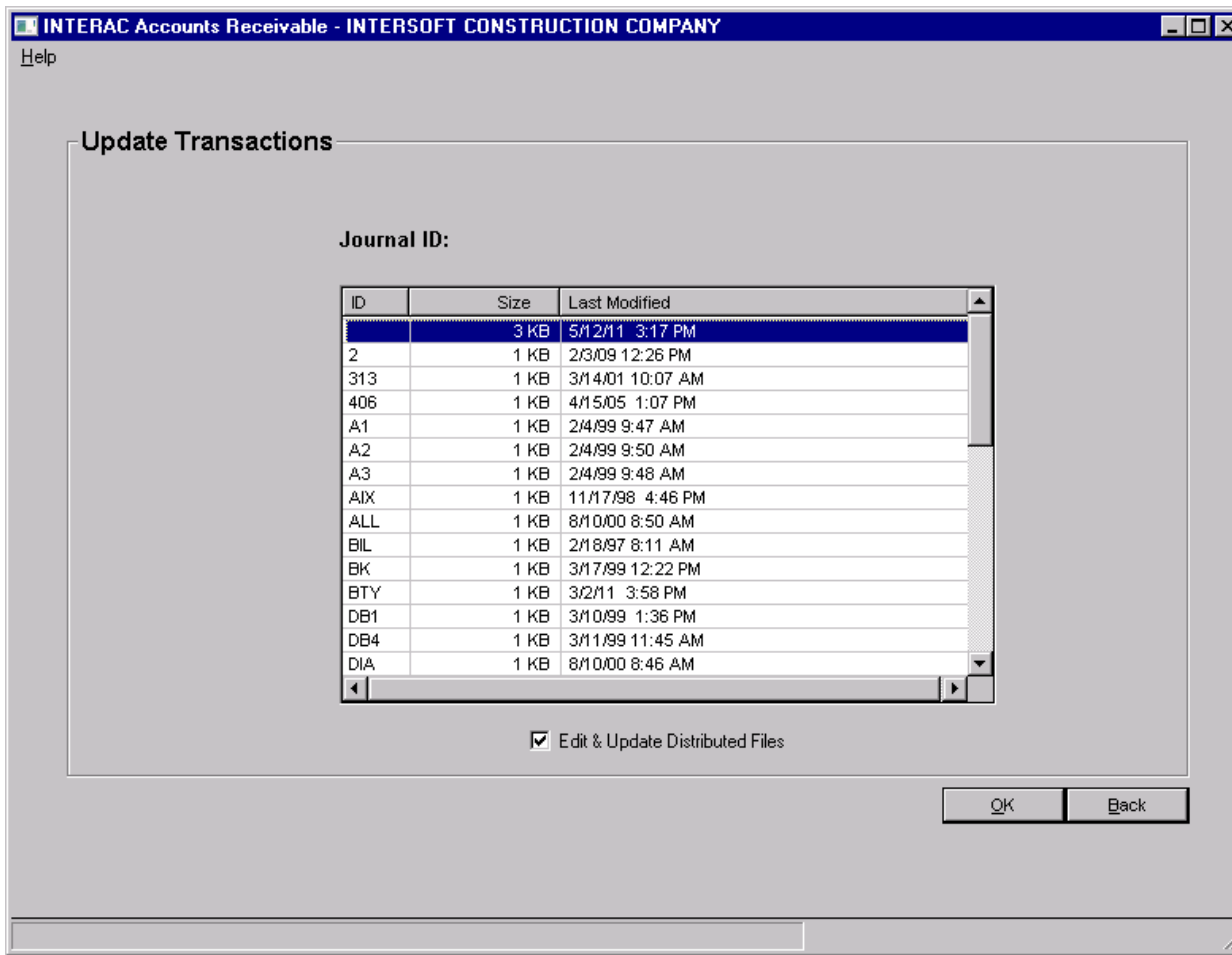 INTERAC Accounts Receivable - INTERSOFT CONSTRUCTION COMPANY
Help
Update Transactions
Journal ID:
ID Size Last Modified
3 KB 5/12/11 3:17 PM
2 1 KB 2/3/09 12:26 PM
313 1 KB 3/14/01 10:07 AM
406 1 KB 4/15/05 1:07 PM
A1 1 KB 2/4/99 9:47 AM
A2 1 KB 2/4/99 9:50 AM
A3 1 KB 2/4/99 9:48 AM
AIX 1 KB 11/17/98 4:46 PM
ALL 1 KB 8/10/00 8:50 AM
BIL 1 KB 2/18/97 8:11 AM
BK 1 KB 3/17/99 12:22 PM
BTY 1 KB 3/2/11 3:58 PM
DB1 1 KB 3/10/99 1:36 PM
DB4 1 KB 3/11/99 11:45 AM
DIA 1 KB 8/10/00 8:46 AM
Edit & Update Distributed Files
OK Back